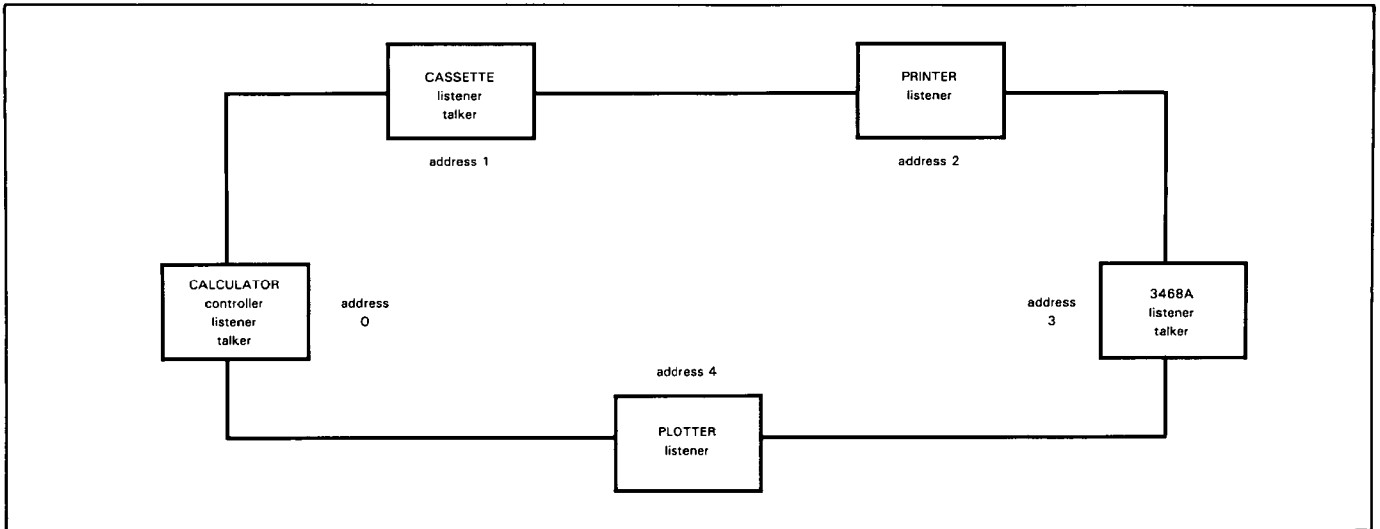 CASSETTE
listener
talker
address 1
PRINTER
listener
address 2
CALCULATOR
controller
listener
talker
address
0
address
3
3468A
listener
talker
address 4
PLOTTER
listener